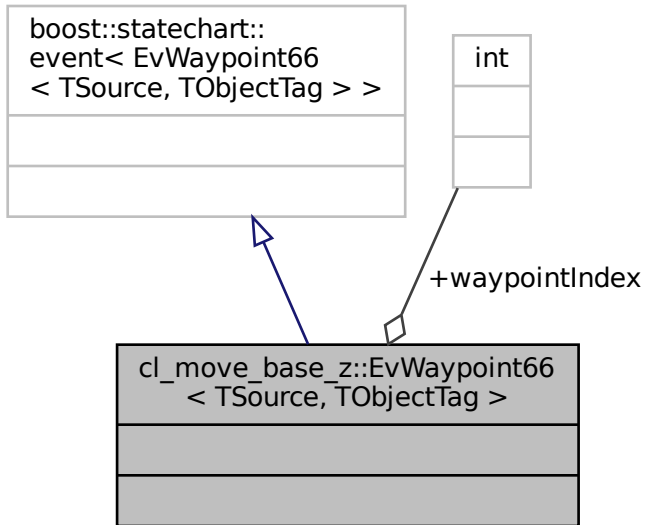 boost::statechart::
event< EvWaypoint66
< TSource, TObjectTag > >
int
+waypointIndex
cl_move_base_z::EvWaypoint66
< TSource, TObjectTag >